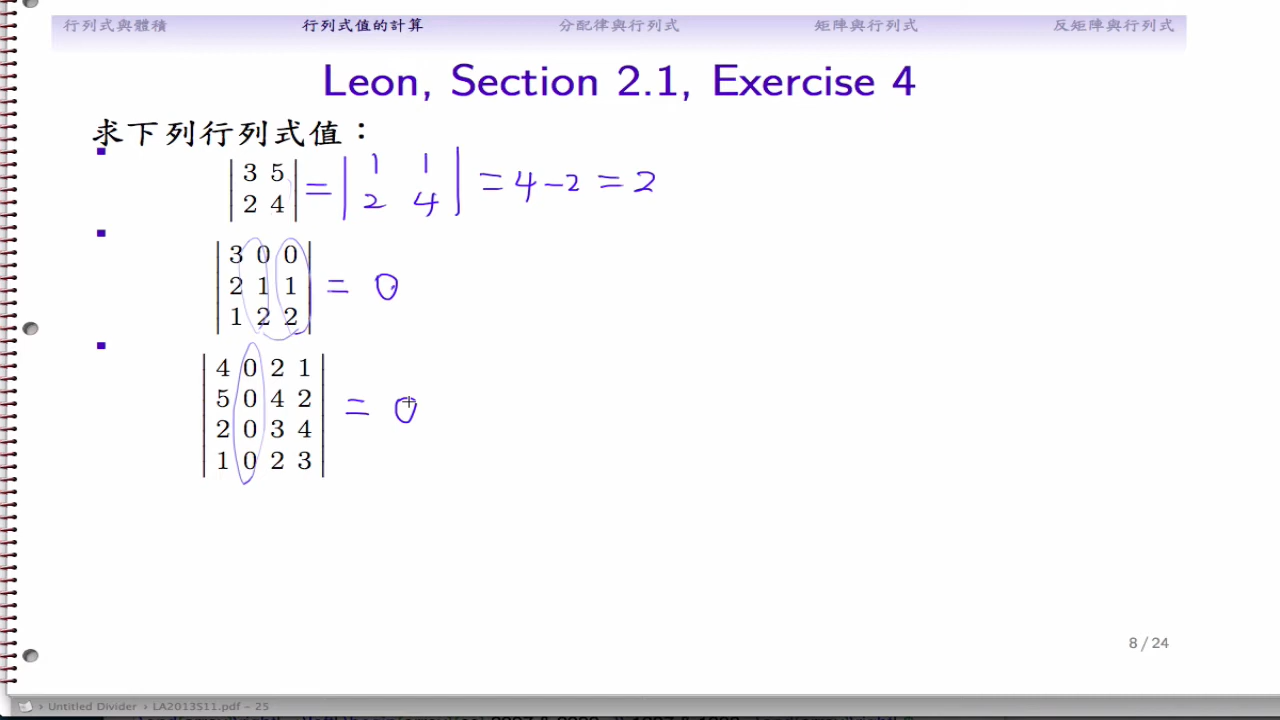 行列式與體積 行列式值的計算 分配律與行列式 矩陣與行列式 反矩陣與行列式
Leon, Section 2.1, Exercise 4
求下列行列式值：
|3 5| = |1 1| = 4-2 = 2
|2 4| |2 4|
|3 0 0|
|2 1 1| = 0
|1 2 2|
|4 0 2 1|
|5 0 4 2| = 0
|2 0 3 4|
|1 0 2 3|
8 / 24
› Untitled Divider › LA2013S11.pdf - 25